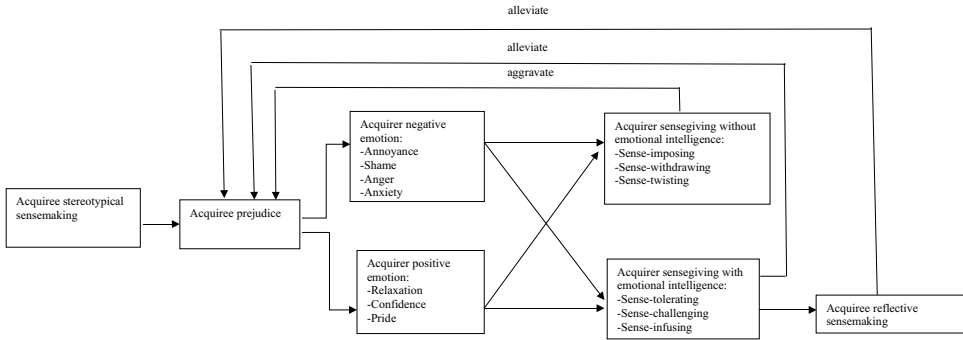 alleviate
alleviate
aggravate
Acquirer negative
emotion:
-Annoyance
-Shame
-Anger
-Anxiety
Acquirer sensegiving without
emotional intelligence:
-Sense-imposing
-Sense-withdrawing
-Sense-twisting
Acquiree stereotypical
sensemaking
Acquiree prejudice
Acquirer positive
emotion:
-Relaxation
-Confidence
-Pride
Acquirer sensegiving with
emotional intelligence:
-Sense-tolerating
-Sense-challenging
-Sense-infusing
Acquiree reflective
sensemaking